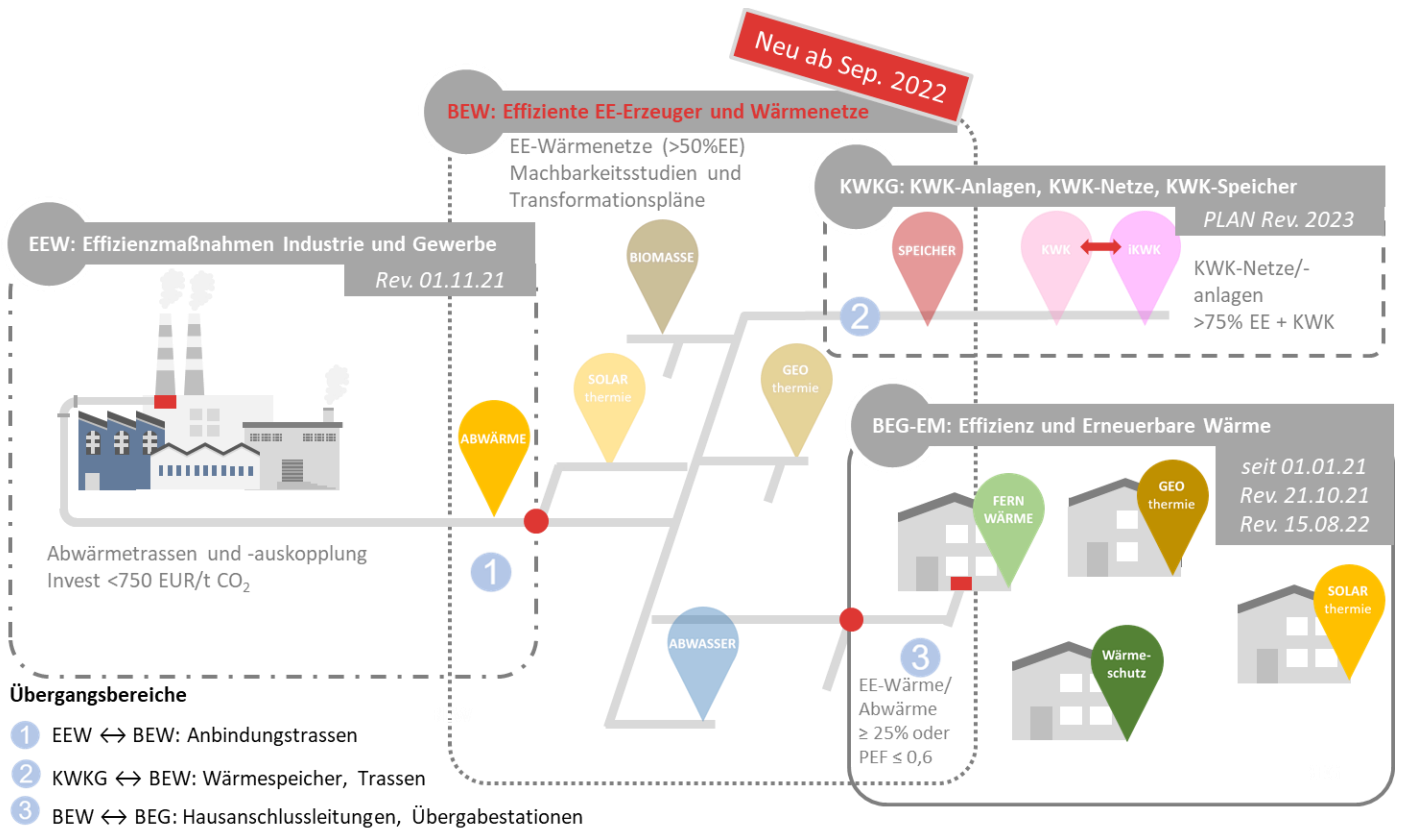 Neu ab Sep. 2022
BEW: Effiziente EE-Erzeuger und Wärmenetze
EE-Wärmenetze (>50%EE)
Machbarkeitsstudien und
Transformationspläne
KWKG: KWK-Anlagen, KWK-Netze, KWK-Speicher
PLAN Rev. 2023
EEW: Effizienzmaßnahmen Industrie und Gewerbe
Rev. 01.11.21
BIOMASSE
SPEICHER
KWK
iKWK
KWK-Netze/-
anlagen
>75% EE + KWK
2
SOLAR
thermie
GEO
thermie
ABWÄRME
BEG-EM: Effizienz und Erneuerbare Wärme
seit 01.01.21
Rev. 21.10.21
Rev. 15.08.22
FERN
WÄRME
GEO
thermie
Abwärmetrassen und -auskopplung
Invest <750 EUR/t CO₂
1
SOLAR
thermie
ABWASSER
Wärme-
schutz
3
EE-Wärme/
Abwärme
≥ 25% oder
PEF ≤ 0,6
Übergangsbereiche
1 EEW ↔ BEW: Anbindungstrassen
2 KWKG ↔ BEW: Wärmespeicher, Trassen
3 BEW ↔ BEG: Hausanschlussleitungen, Übergabestationen